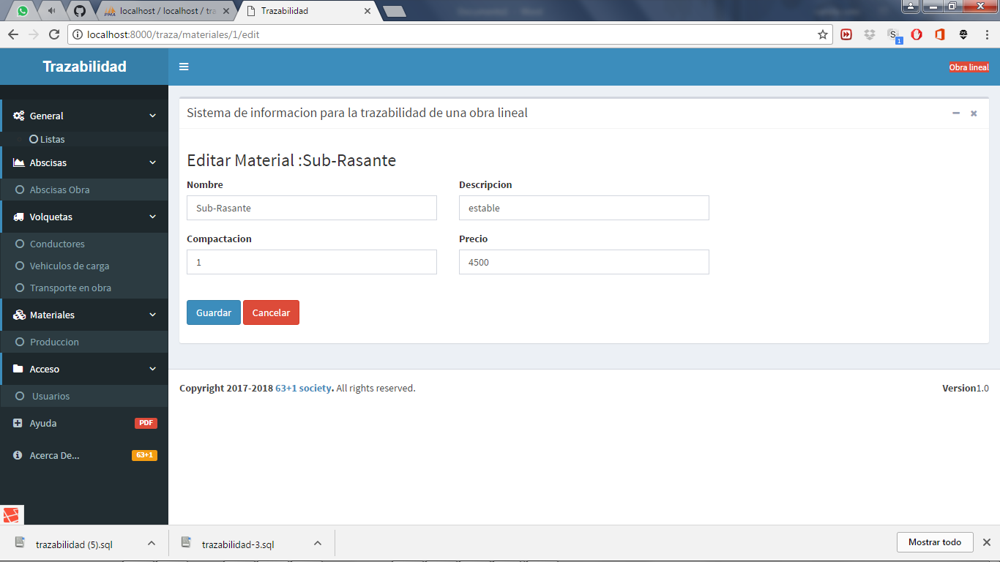 PMA localhost / localhost / tra
Trazabilidad
localhost:8000/traza/materiales/1/edit
S
1
Trazabilidad
Obra lineal
General
Listas
Abscisas
Abscisas Obra
Volquetas
Conductores
Vehiculos de carga
Transporte en obra
Materiales
Produccion
Acceso
Usuarios
Ayuda PDF
Acerca De... 63+1
Sistema de informacion para la trazabilidad de una obra lineal
Editar Material :Sub-Rasante
Nombre Descripcion
Sub-Rasante estable
Compactacion Precio
1 4500
Guardar Cancelar
Copyright 2017-2018 63+1 society. All rights reserved. Version1.0
trazabilidad (5).sql trazabilidad-3.sql Mostrar todo